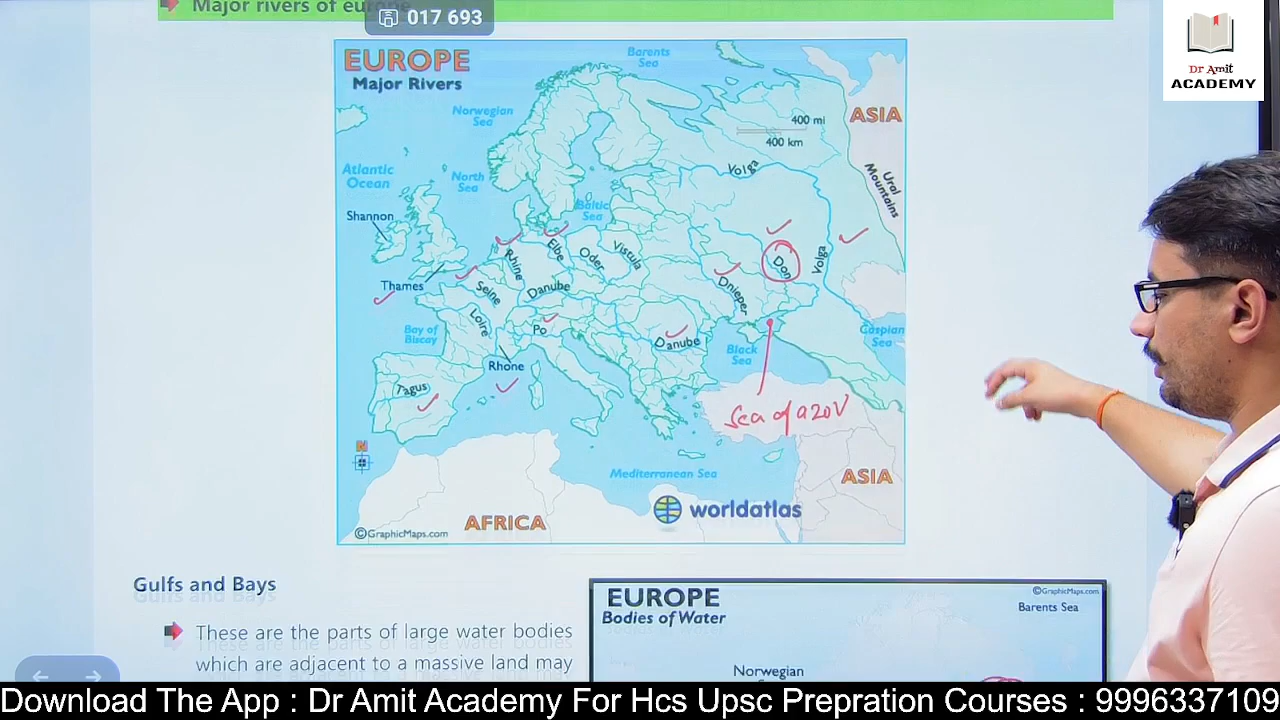 Major rivers of europe
017 693
Dr Amit
ACADEMY
EUROPE
Major Rivers
Barents
Sea
Norwegian
Sea
400 mi
400 km
ASIA
Atlantic
Ocean
North
Sea
Volga
Ural
Mountains
Baltic
Sea
Shannon
Thames
Rhine
Elbe
Oder
Vistula
Don
Volga
Dnieper
Seine
Danube
Loire
Po
Bay of
Biscay
Danube
Black
Sea
Caspian
Sea
Rhone
Tagus
Sea of azov
N
Mediterranean Sea
ASIA
AFRICA
worldatlas
©GraphicMaps.com
Gulfs and Bays
These are the parts of large water bodies
which are adjacent to a massive land may
EUROPE
Bodies of Water
©GraphicMaps.com
Barents Sea
Norwegian
Download The App : Dr Amit Academy For Hcs Upsc Prepration Courses : 9996337109